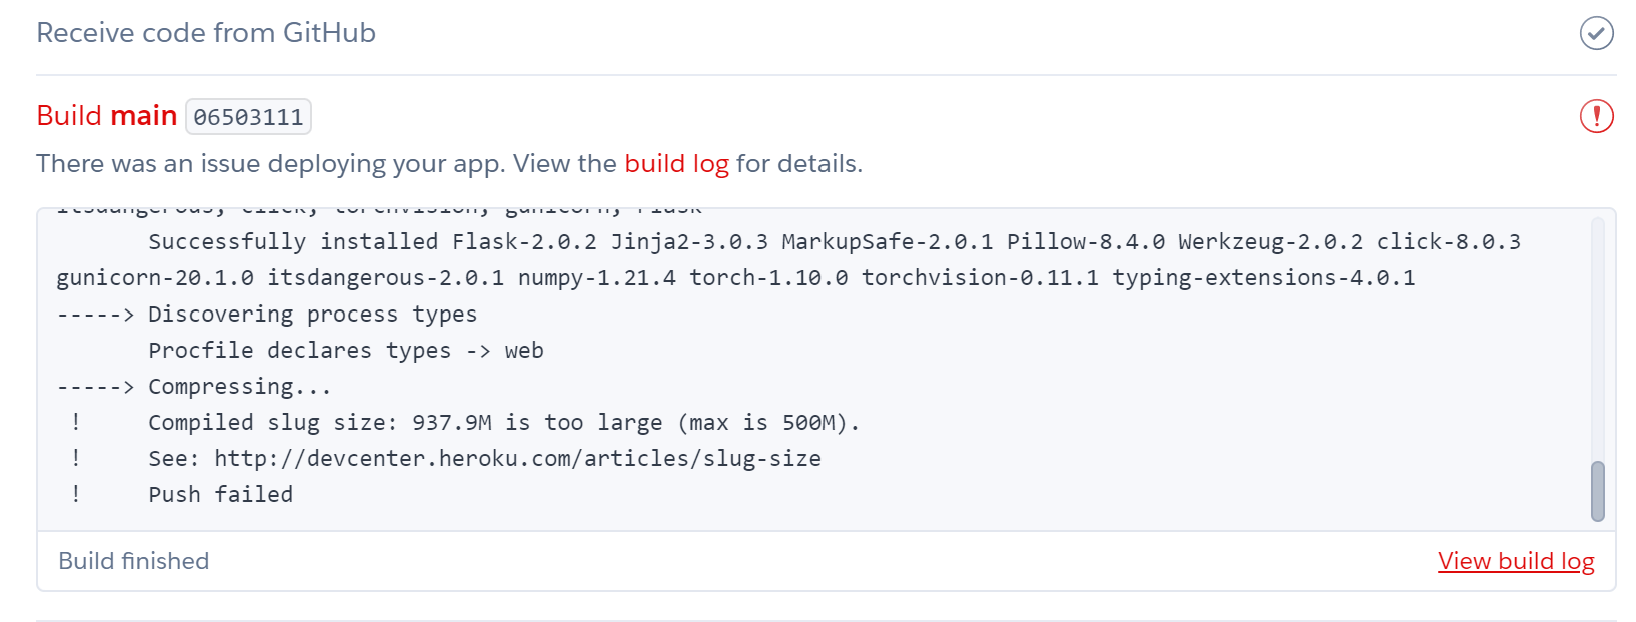 Receive code from GitHub
Build main 06503111
There was an issue deploying your app. View the build log for details.
itsdangerous, click, torchvision, gunicorn, Flask
Successfully installed Flask-2.0.2 Jinja2-3.0.3 MarkupSafe-2.0.1 Pillow-8.4.0 Werkzeug-2.0.2 click-8.0.3
gunicorn-20.1.0 itsdangerous-2.0.1 numpy-1.21.4 torch-1.10.0 torchvision-0.11.1 typing-extensions-4.0.1
-----> Discovering process types
Procfile declares types -> web
-----> Compressing...
! Compiled slug size: 937.9M is too large (max is 500M).
! See: http://devcenter.heroku.com/articles/slug-size
! Push failed
Build finished
View build log